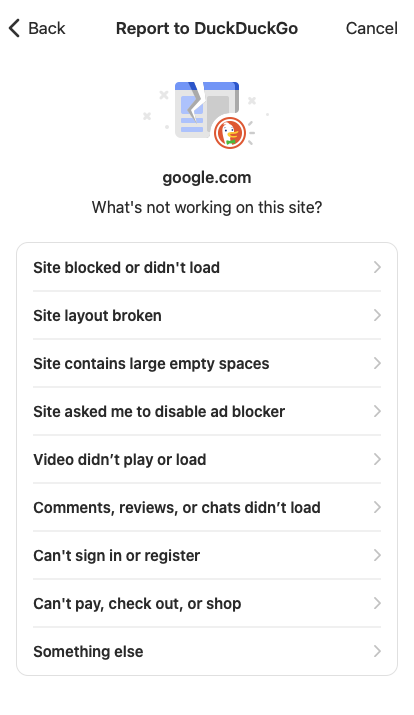 Back
Report to DuckDuckGo
Cancel
google.com
What's not working on this site?
Site blocked or didn't load
Site layout broken
Site contains large empty spaces
Site asked me to disable ad blocker
Video didn’t play or load
Comments, reviews, or chats didn’t load
Can't sign in or register
Can't pay, check out, or shop
Something else